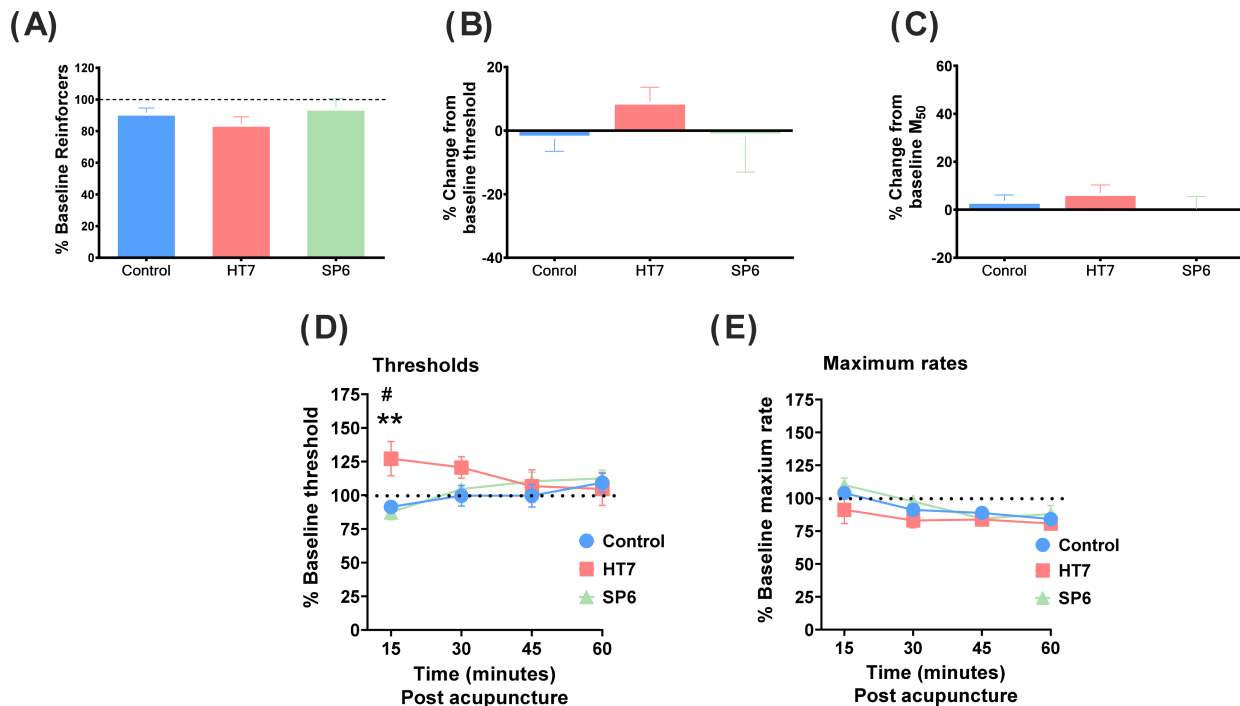 (A)
% Baseline Reinforcers
120
100
80
60
40
20
0
Control
HT7
SP6
(B)
% Change from
baseline threshold
20
0
-20
-40
Conrol
HT7
SP6
(C)
% Change from
baseline M50
60
40
20
0
-20
Conrol
HT7
SP6
(D)
Thresholds
% Baseline threshold
175
150
125
100
75
50
25
0
#
**
Control
HT7
SP6
15
30
45
60
Time (minutes)
Post acupuncture
(E)
Maximum rates
% Baseline maxium rate
175
150
125
100
75
50
25
0
Control
HT7
SP6
15
30
45
60
Time (minutes)
Post acupuncture